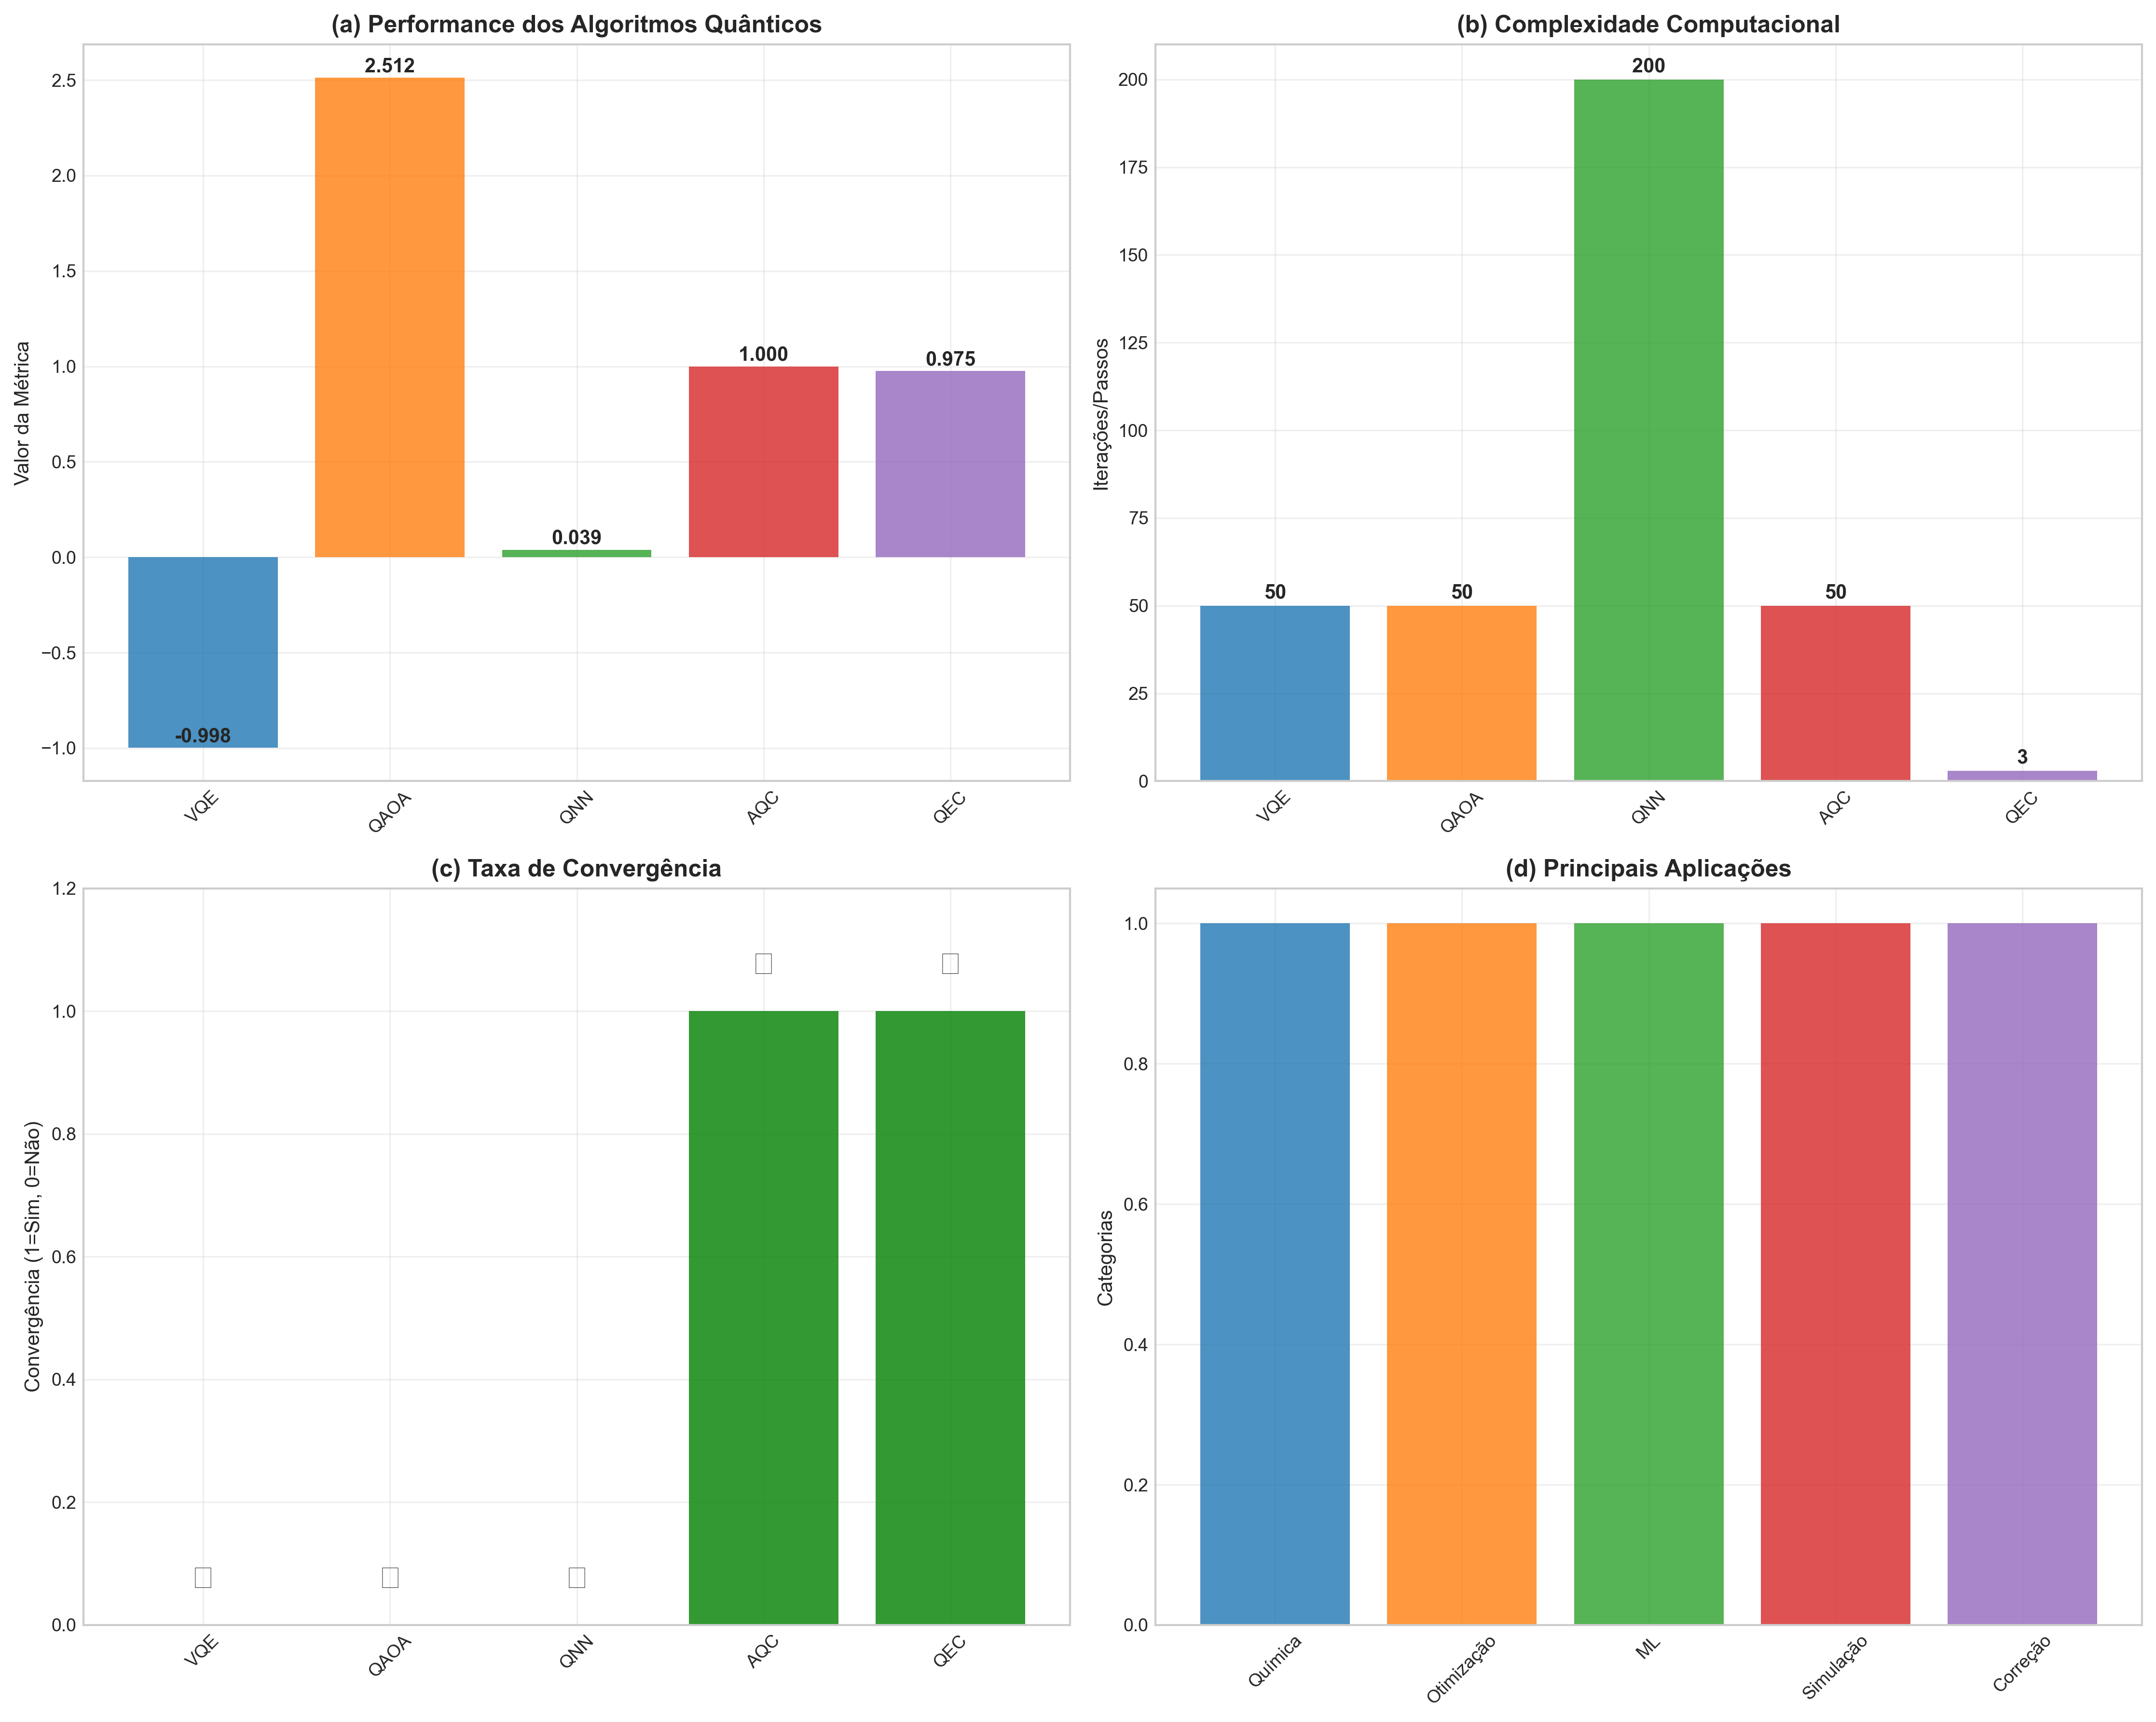 (a) Performance dos Algoritmos Quânticos
Valor da Métrica
2.5
2.0
1.5
1.0
0.5
0.0
−0.5
−1.0
-0.998
2.512
0.039
1.000
0.975
VQE
QAOA
QNN
AQC
QEC
(b) Complexidade Computacional
Iterações/Passos
200
175
150
125
100
75
50
25
0
50
50
200
50
3
VQE
QAOA
QNN
AQC
QEC
(c) Taxa de Convergência
Convergência (1=Sim, 0=Não)
1.2
1.0
0.8
0.6
0.4
0.2
0.0
VQE
QAOA
QNN
AQC
QEC
(d) Principais Aplicações
Categorias
1.0
0.8
0.6
0.4
0.2
0.0
Química
Otimização
ML
Simulação
Correção